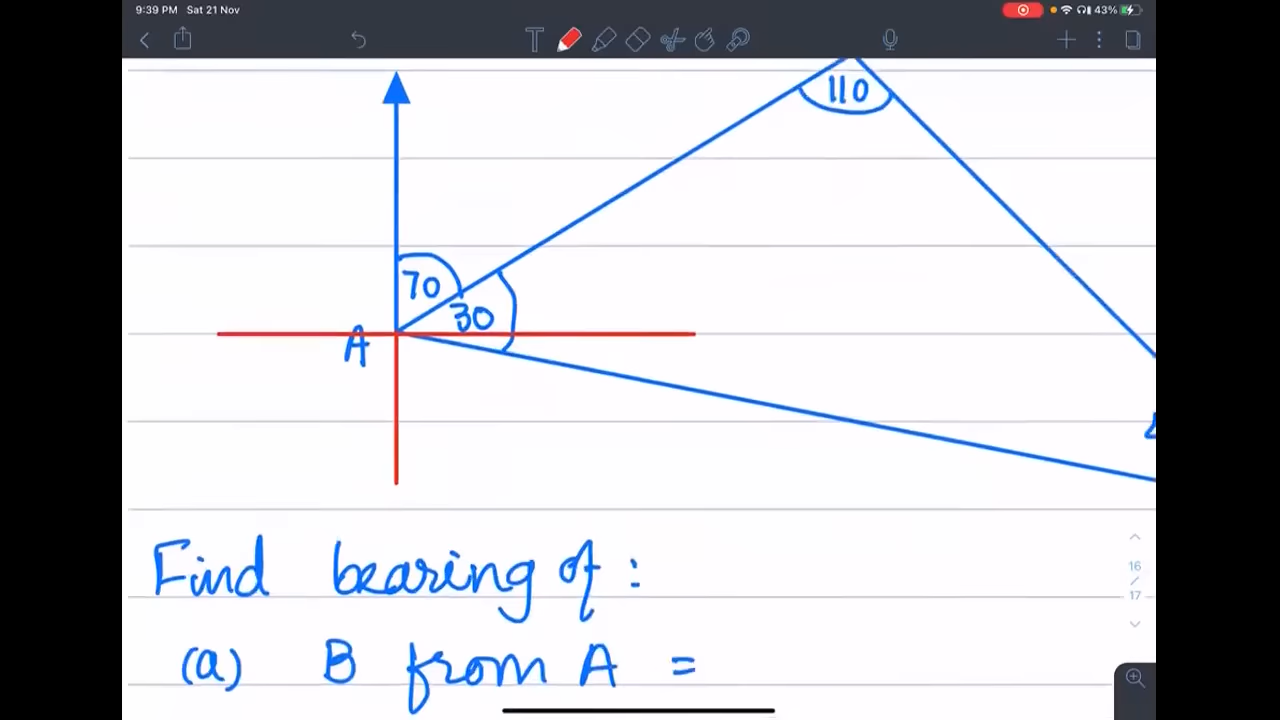 9:39 PM Sat 21 Nov
43%
T
110
70
30
A
Find bearing of :
16
/
17
(a) B from A =